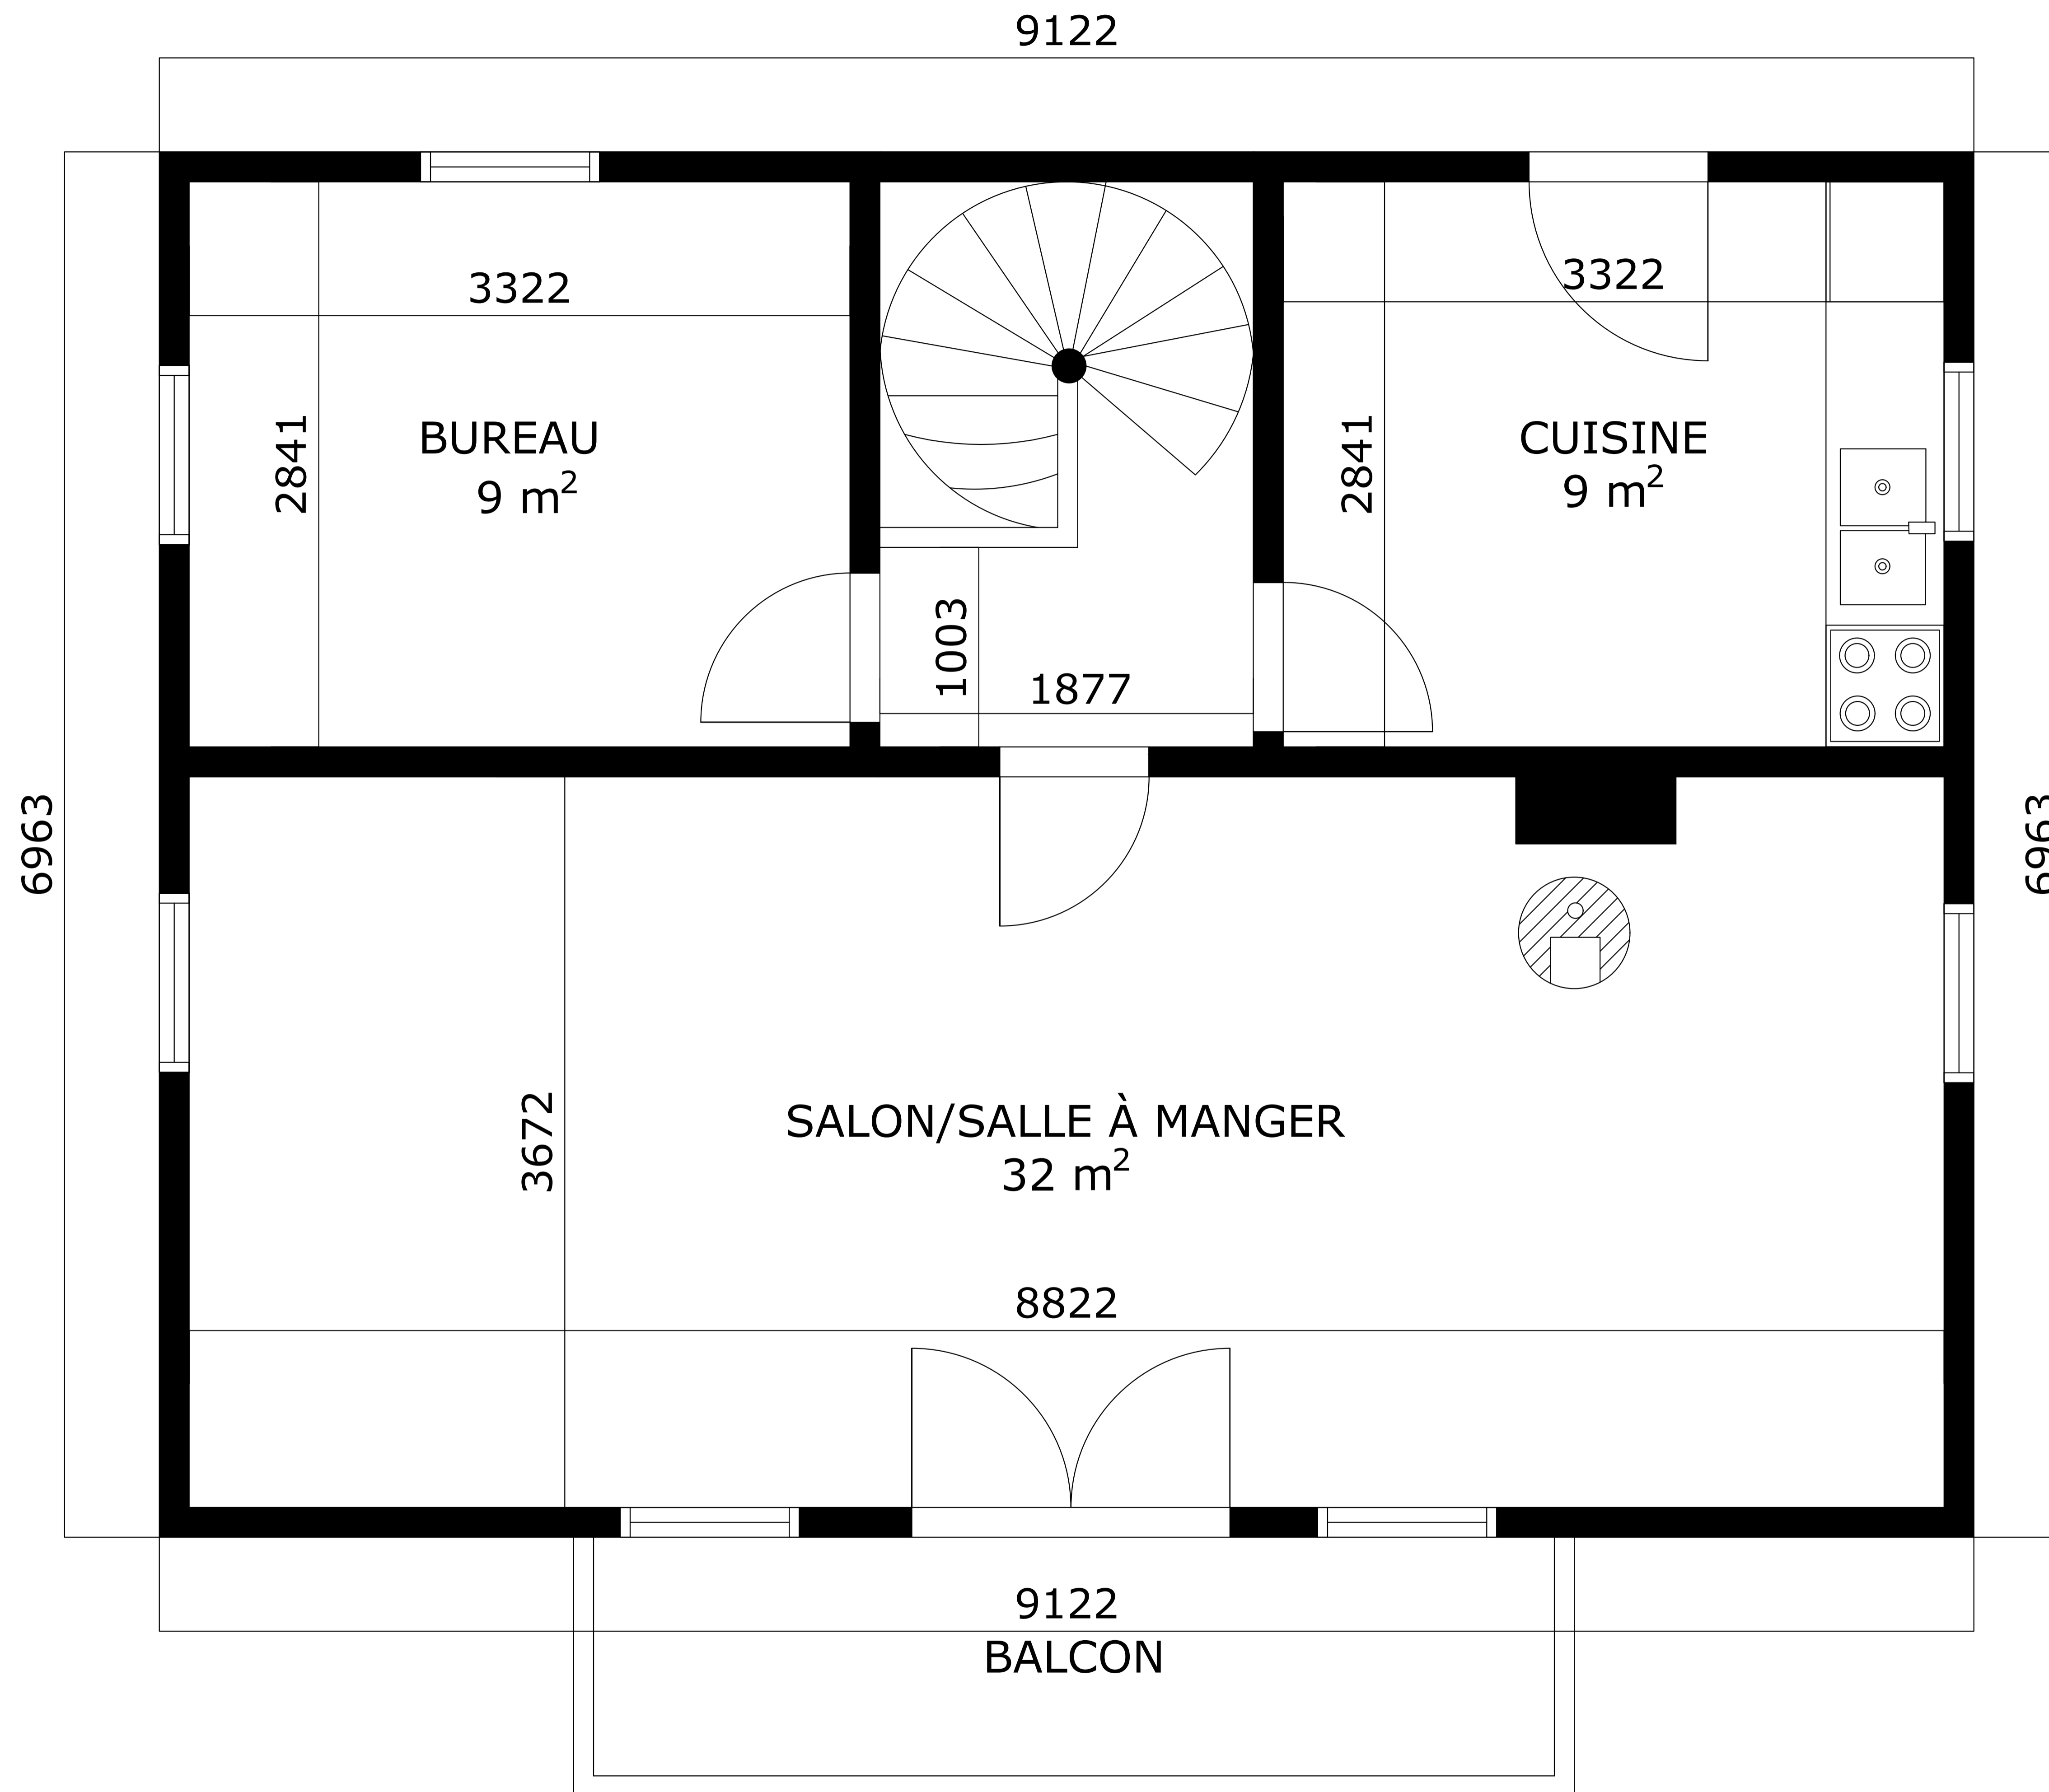 9122
3322
3322
2841
BUREAU
9 m²
2841
CUISINE
9 m²
1003
1877
6963
6963
3672
SALON/SALLE À MANGER
32 m²
8822
9122
BALCON